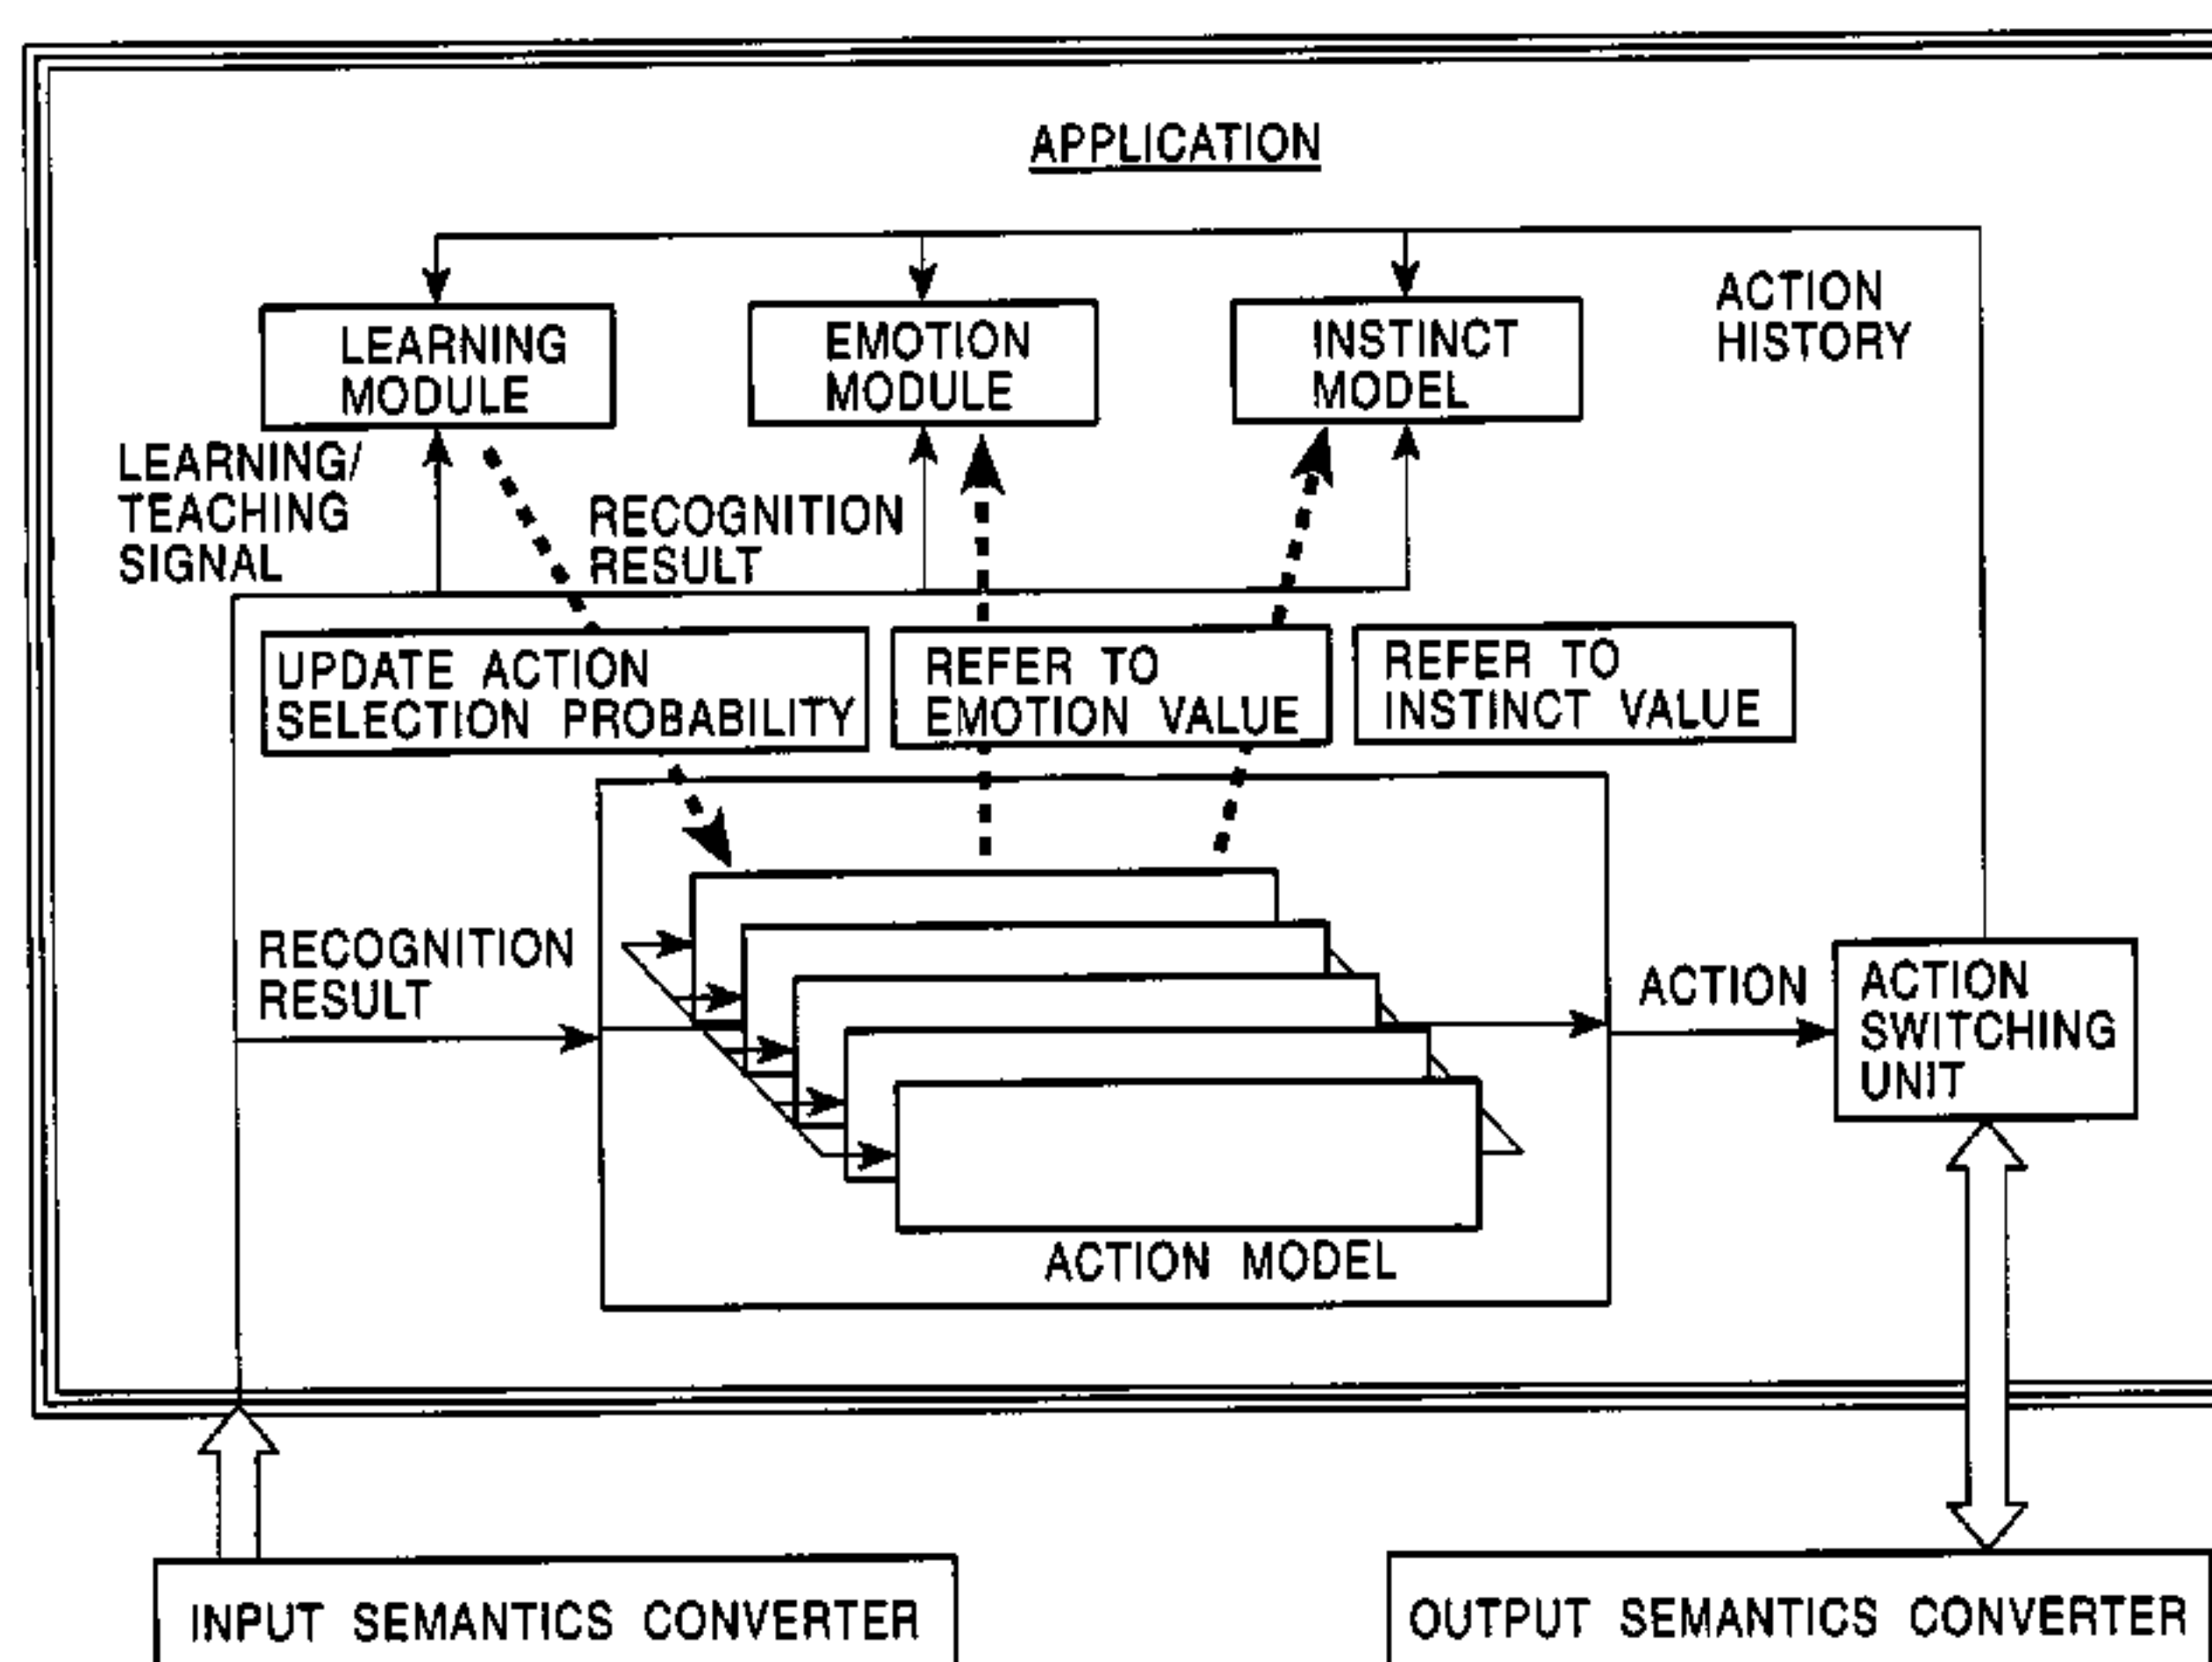 APPLICATION
LEARNING
MODULE
EMOTION
MODULE
INSTINCT
MODEL
ACTION
HISTORY
LEARNING/
TEACHING
SIGNAL
RECOGNITION
RESULT
UPDATE ACTION
SELECTION PROBABILITY
REFER TO
EMOTION VALUE
REFER TO
INSTINCT VALUE
RECOGNITION
RESULT
ACTION
ACTION
SWITCHING
UNIT
ACTION MODEL
INPUT SEMANTICS CONVERTER
OUTPUT SEMANTICS CONVERTER